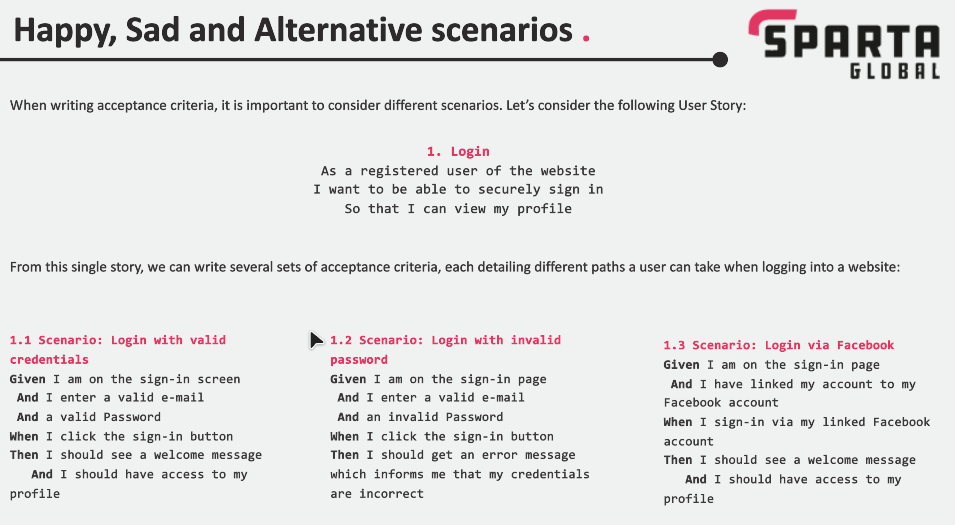 Happy, Sad and Alternative scenarios .
SPARTA
GLOBAL
When writing acceptance criteria, it is important to consider different scenarios. Let's consider the following User Story:
1. Login
As a registered user of the website
I want to be able to securely sign in
So that I can view my profile
From this single story, we can write several sets of acceptance criteria, each detailing different paths a user can take when logging into a website:
1.1 Scenario: Login with valid
credentials
Given I am on the sign-in screen
And I enter a valid e-mail
And a valid Password
When I click the sign-in button
Then I should see a welcome message
And I should have access to my
profile
1.2 Scenario: Login with invalid
password
Given I am on the sign-in page
And I enter a valid e-mail
And an invalid Password
When I click the sign-in button
Then I should get an error message
which informs me that my credentials
are incorrect
1.3 Scenario: Login via Facebook
Given I am on the sign-in page
And I have linked my account to my
Facebook account
When I sign-in via my linked Facebook
account
Then I should see a welcome message
And I should have access to my
profile